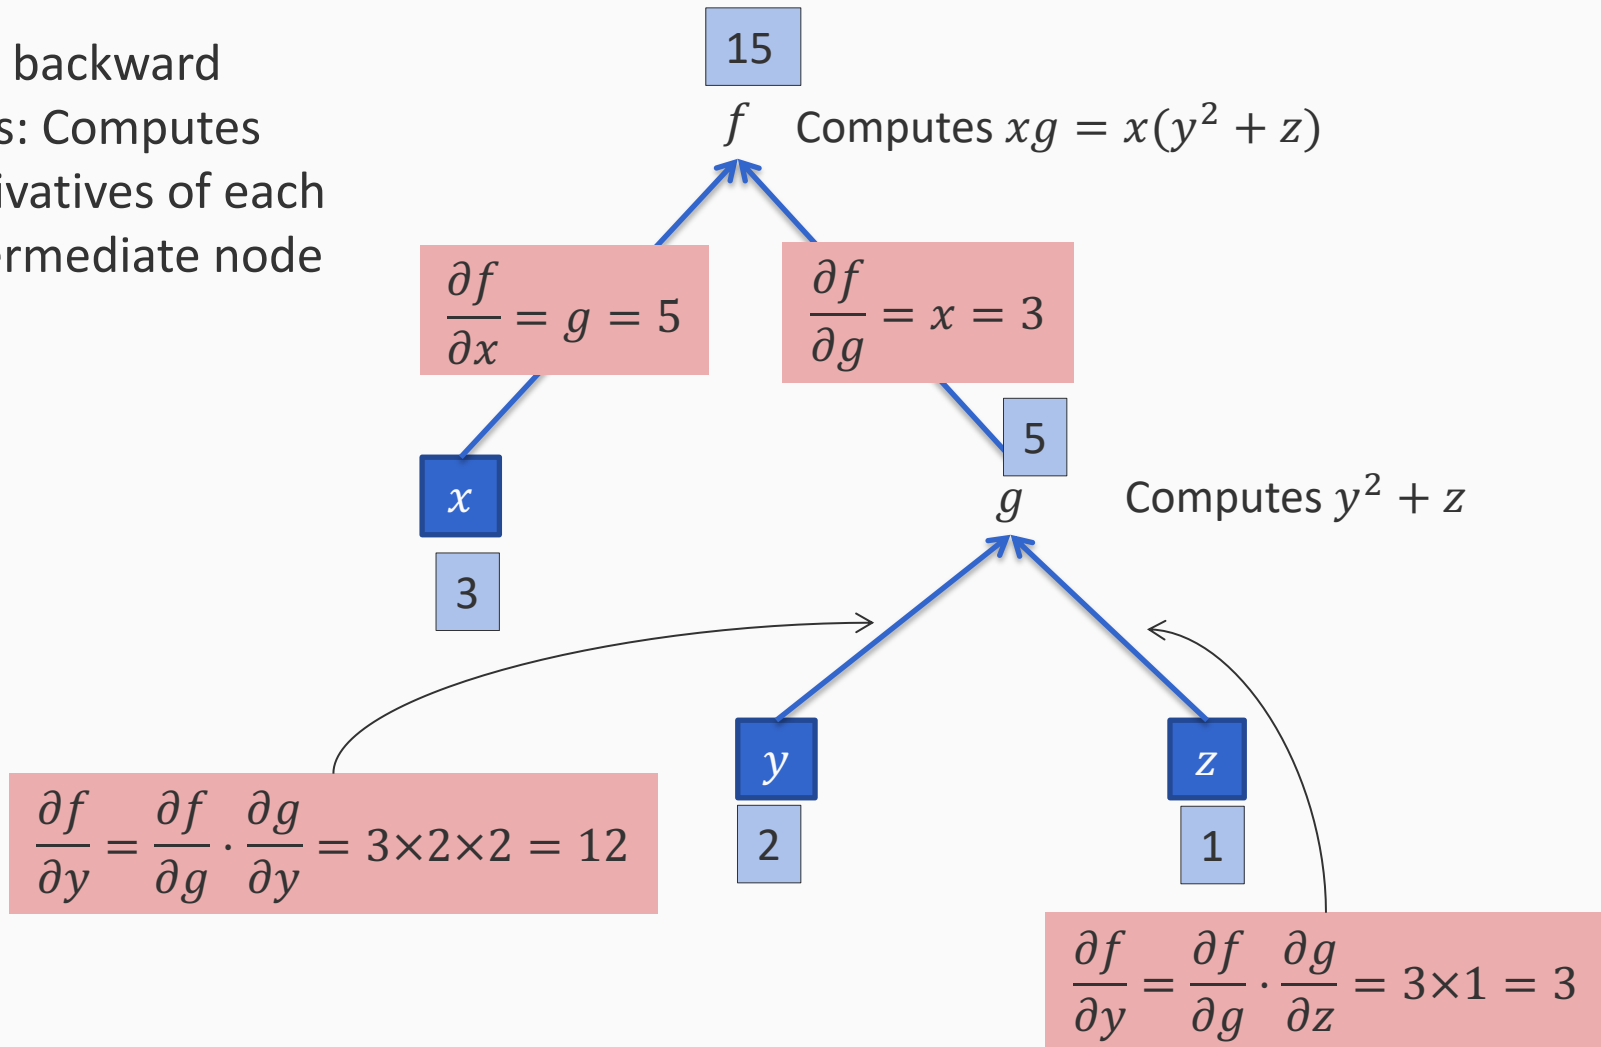 backward
s: Computes
ivatives of each
ermediate node
15
f Computes xg = x(y² + z)
∂f/∂x = g = 5
∂f/∂g = x = 3
5
x
g Computes y² + z
3
y
z
2
1
∂f/∂y = ∂f/∂g · ∂g/∂y = 3×2×2 = 12
∂f/∂y = ∂f/∂g · ∂g/∂z = 3×1 = 3